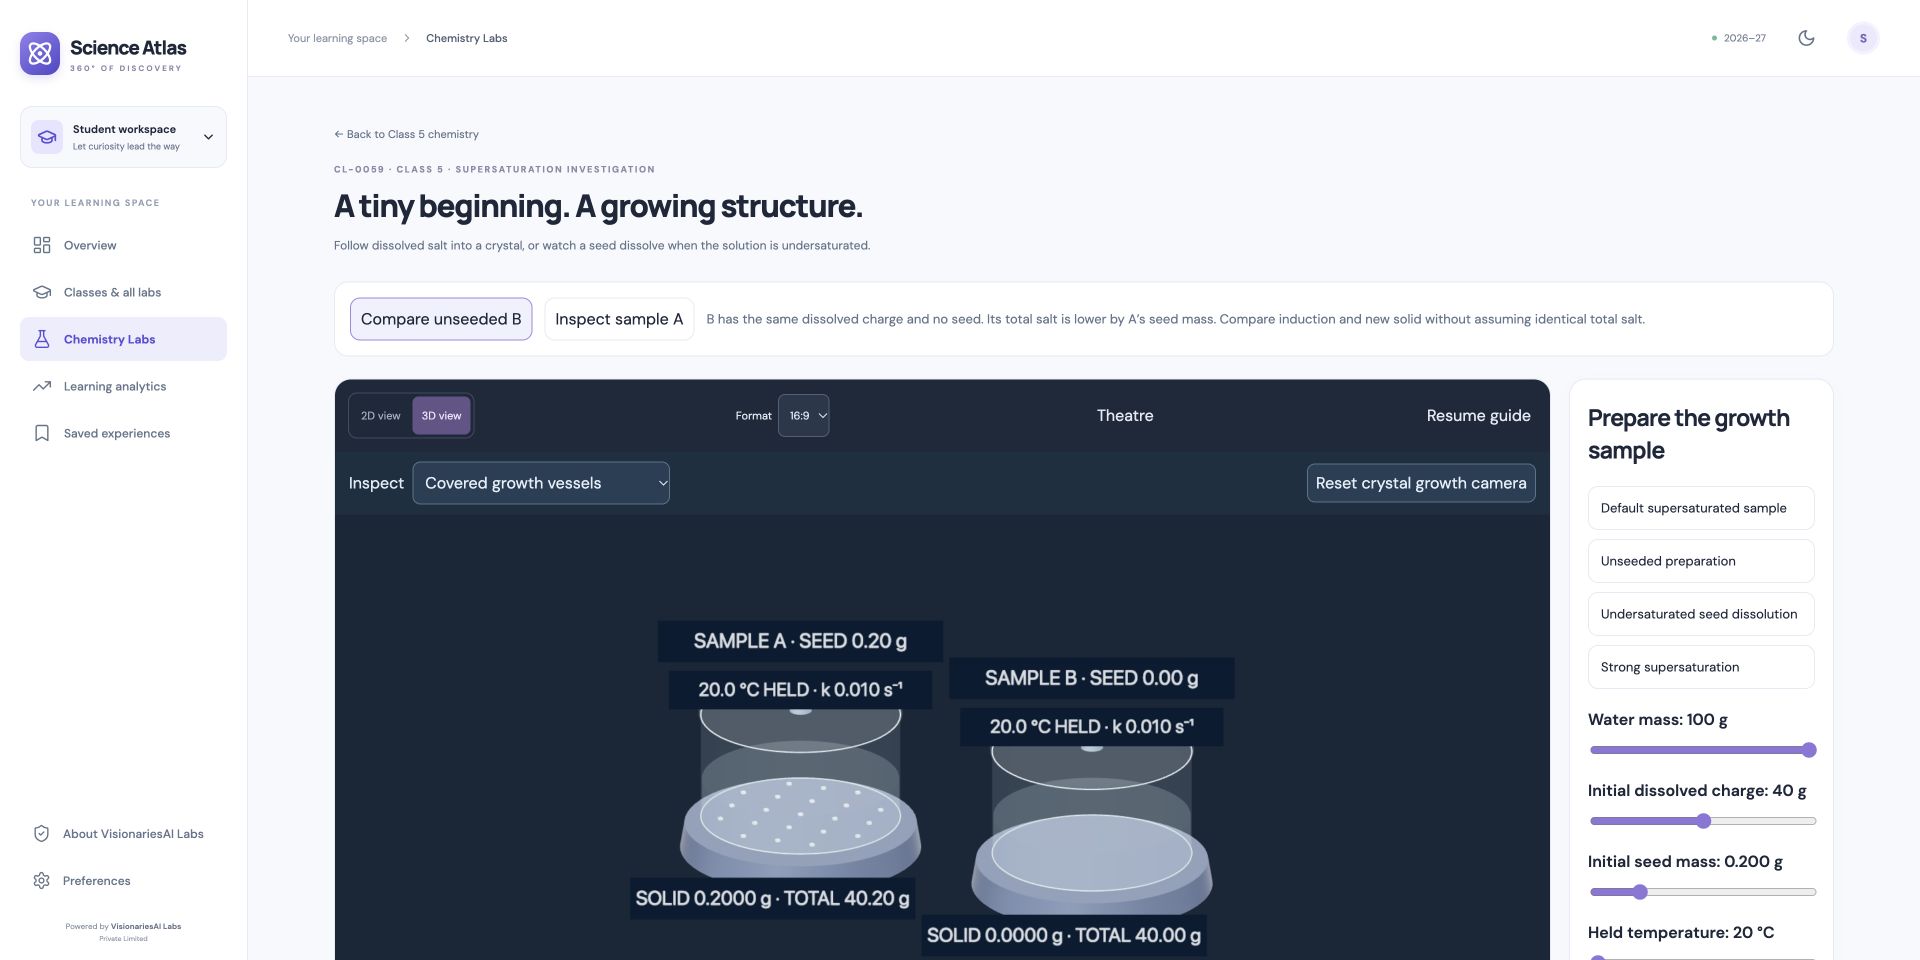 Science Atlas
360° OF DISCOVERY
Student workspace
Let curiosity lead the way
YOUR LEARNING SPACE
Overview
Classes & all labs
Chemistry Labs
Learning analytics
Saved experiences
About VisionariesAI Labs
Preferences
Powered by VisionariesAI Labs
Private Limited
Your learning space
Chemistry Labs
2026–27
S
← Back to Class 5 chemistry
CL-0059 · CLASS 5 · SUPERSATURATION INVESTIGATION
A tiny beginning. A growing structure.
Follow dissolved salt into a crystal, or watch a seed dissolve when the solution is undersaturated.
Compare unseeded B
Inspect sample A
B has the same dissolved charge and no seed. Its total salt is lower by A’s seed mass. Compare induction and new solid without assuming identical total salt.
2D view
3D view
Format
16:9
Theatre
Resume guide
Inspect
Covered growth vessels
Reset crystal growth camera
SAMPLE A · SEED 0.20 g
20.0 °C HELD · k 0.010 s⁻¹
SOLID 0.2000 g · TOTAL 40.20 g
SAMPLE B · SEED 0.00 g
20.0 °C HELD · k 0.010 s⁻¹
SOLID 0.0000 g · TOTAL 40.00 g
Prepare the growth
sample
Default supersaturated sample
Unseeded preparation
Undersaturated seed dissolution
Strong supersaturation
Water mass: 100 g
Initial dissolved charge: 40 g
Initial seed mass: 0.200 g
Held temperature: 20 °C